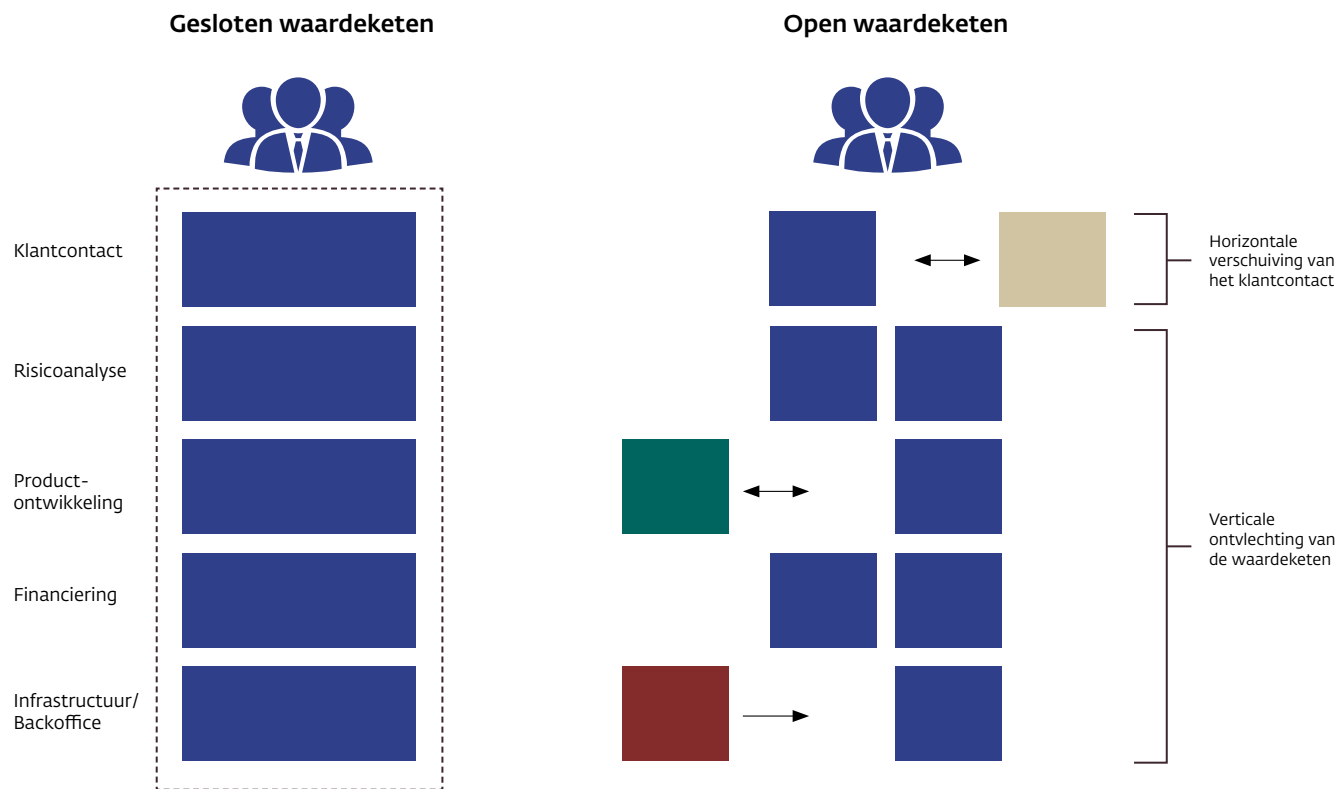 Gesloten waardeketen
Open waardeketen
Klantcontact
Horizontale
verschuiving van
het klantcontact
Risicoanalyse
Product-
ontwikkeling
Verticale
ontvlechting van
de waardeketen
Financiering
Infrastructuur/
Backoffice